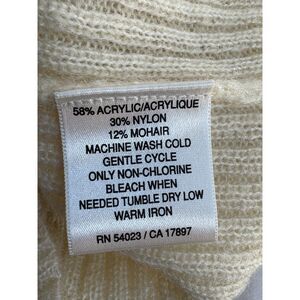 58% ACRYLIC/ACRYLIQUE
30% NYLON
12% MOHAIR
MACHINE WASH COLD
GENTLE CYCLE
ONLY NON-CHLORINE
BLEACH WHEN
NEEDED TUMBLE DRY LOW
WARM IRON
RN 54023 / CA 17897